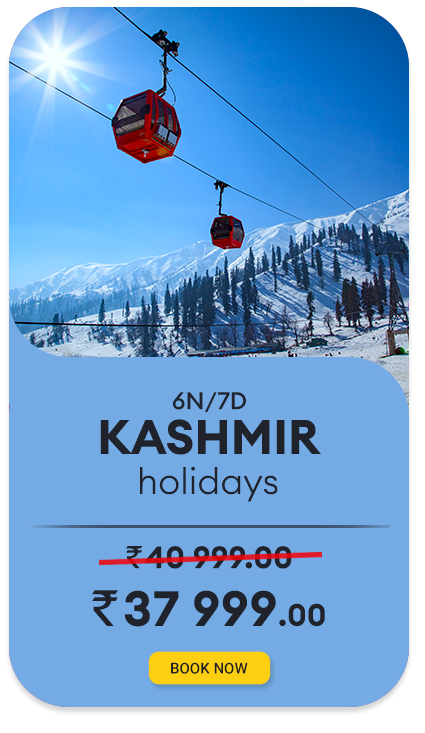 6N/7D
KASHMIR
holidays
₹40 999.00
₹37 999.00
BOOK NOW